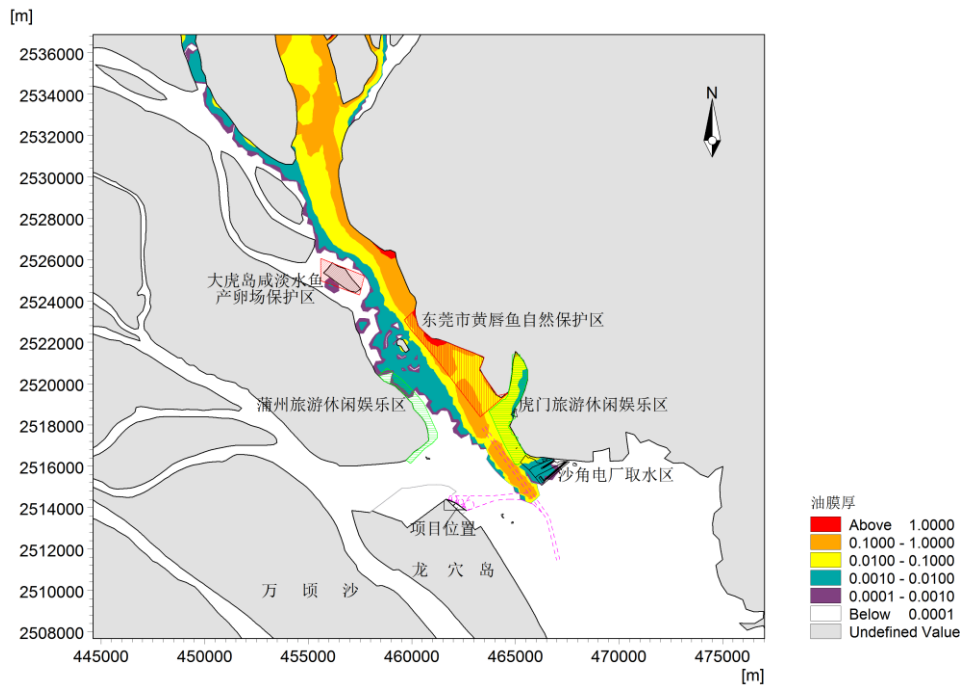 [m]
2536000
2534000
2532000
2530000
2528000
2526000
2524000
2522000
2520000
2518000
2516000
2514000
2512000
2510000
2508000
N
大虎岛咸淡水鱼
产卵场保护区
东莞市黄唇鱼自然保护区
蒲州旅游休闲娱乐区
虎门旅游休闲娱乐区
沙角电厂取水区
项目位置
龙穴岛
万顷沙
445000 450000 455000 460000 465000 470000 475000
[m]
油膜厚
Above 1.0000
0.1000 - 1.0000
0.0100 - 0.1000
0.0010 - 0.0100
0.0001 - 0.0010
Below 0.0001
Undefined Value